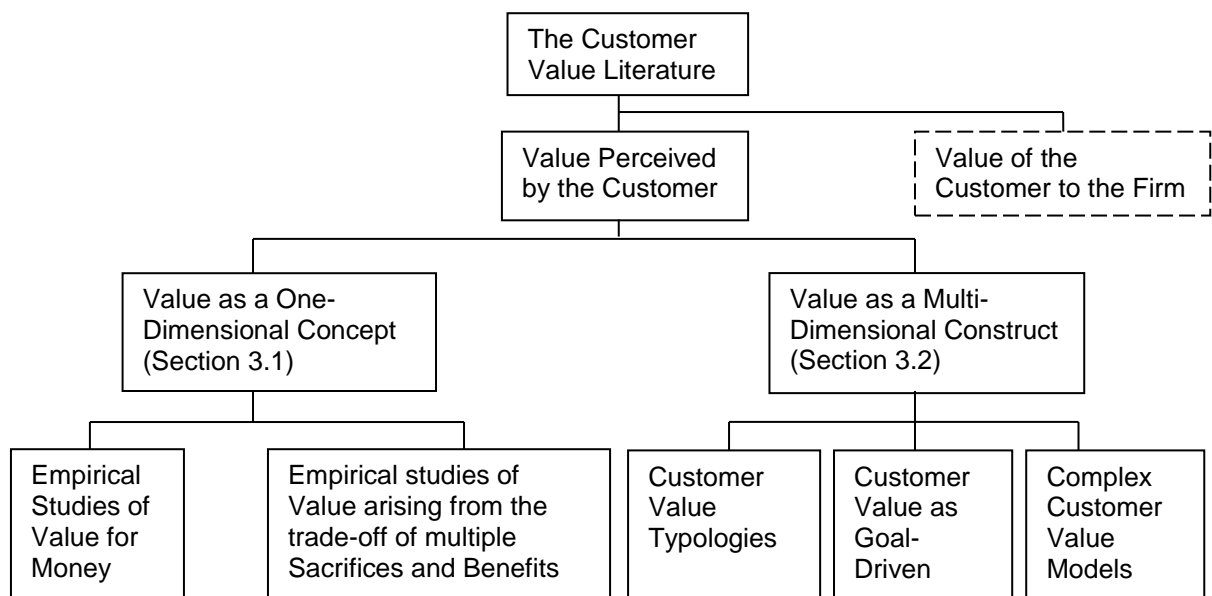 The Customer
Value Literature
Value Perceived
by the Customer
Value of the
Customer to the Firm
Value as a One-
Dimensional Concept
(Section 3.1)
Value as a Multi-
Dimensional Construct
(Section 3.2)
Empirical
Studies of
Value for
Money
Empirical studies of
Value arising from the
trade-off of multiple
Sacrifices and Benefits
Customer
Value
Typologies
Customer
Value as
Goal-
Driven
Complex
Customer
Value
Models